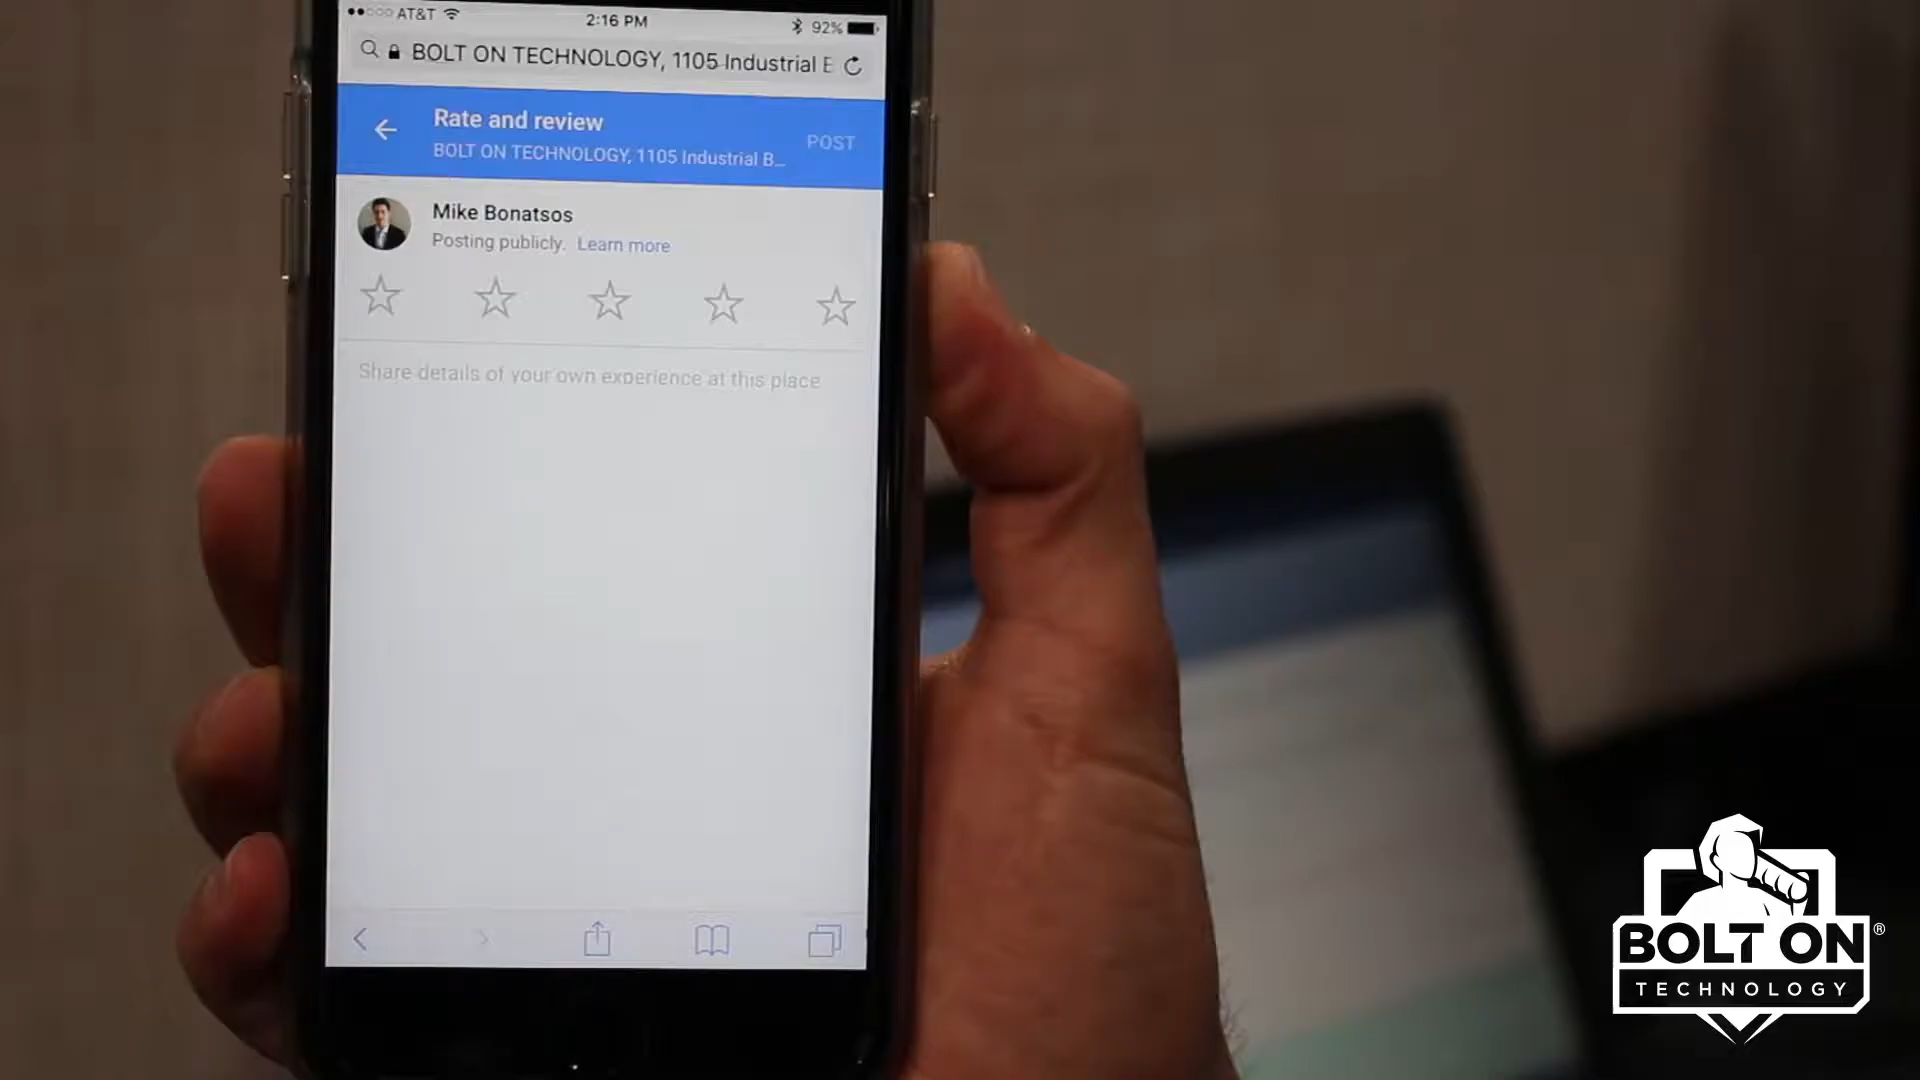 AT&T 2:16 PM 92%
BOLT ON TECHNOLOGY, 1105 Industrial B
Rate and review
POST
BOLT ON TECHNOLOGY, 1105 Industrial B...
Mike Bonatsos
Posting publicly. Learn more
Share details of your own experience at this place
BOLT ON®
TECHNOLOGY